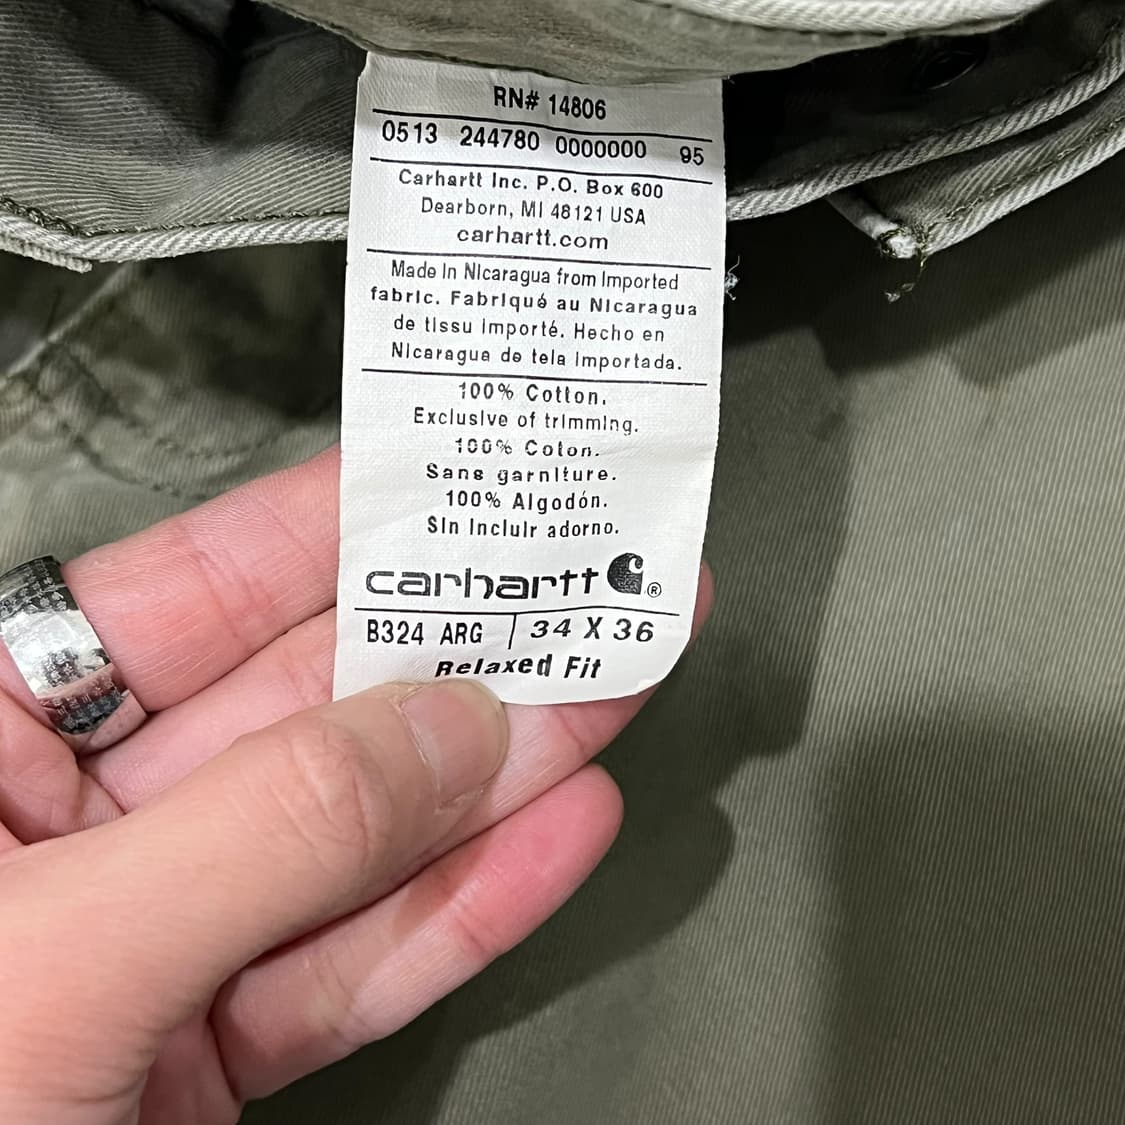 RN# 14806
0513 244780 0000000 95
Carhartt Inc. P.O. Box 600
Dearborn, MI 48121 USA
carhartt.com
Made in Nicaragua from Imported
fabric. Fabriqué au Nicaragua
de tissu importé. Hecho en
Nicaragua de tela importada.
100% Cotton.
Exclusive of trimming.
100% Coton.
Sans garniture.
100% Algodón.
Sin incluir adorno.
carhartt ®
B324 ARG | 34 X 36
Relaxed Fit